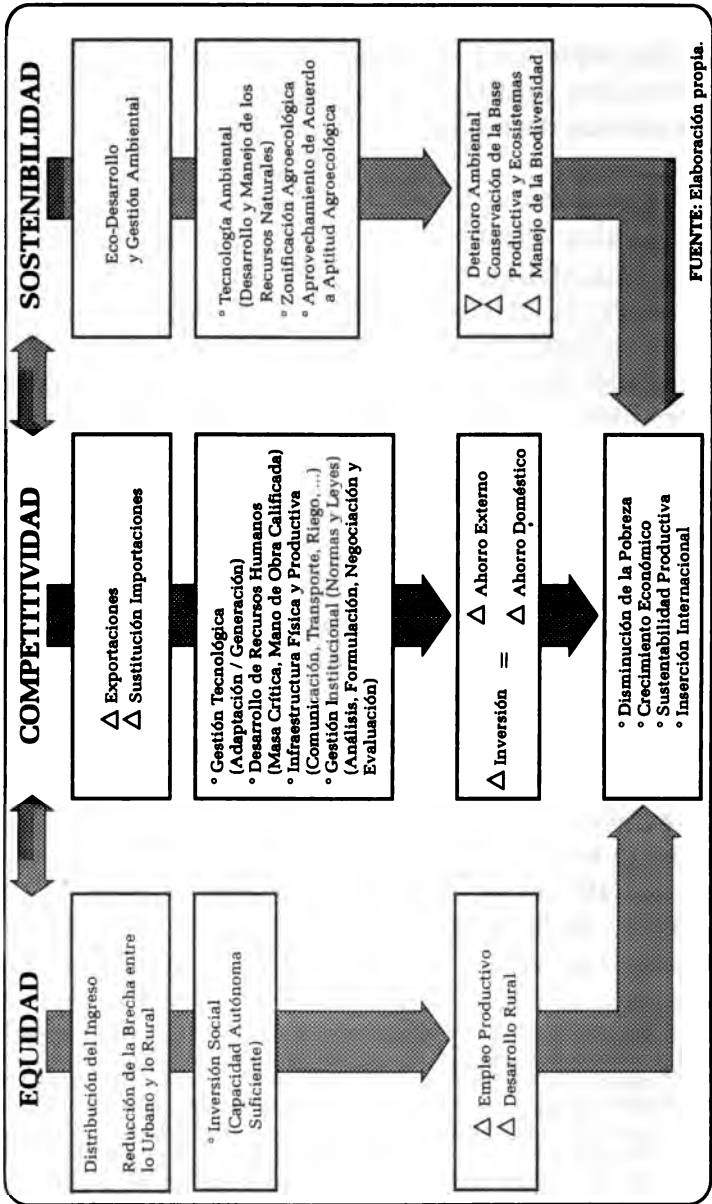 EQUIDAD
Distribución del Ingreso
Reducción de la Brecha entre
lo Urbano y lo Rural
° Inversión Social
(Capacidad Autónoma
Suficiente)
△ Empleo Productivo
△ Desarrollo Rural
COMPETITIVIDAD
△ Exportaciones
△ Sustitución Importaciones
° Gestión Tecnológica
(Adaptación / Generación)
° Desarrollo de Recursos Humanos
(Masa Crítica, Mano de Obra Calificada)
° Infraestructura Física y Productiva
(Comunicación, Transporte, Riego, ...)
° Gestión Institucional (Normas y Leyes)
(Análisis, Formulación, Negociación y
Evaluación)
△ Inversión = △ Ahorro Externo
△ Ahorro Doméstico
° Disminución de la Pobreza
° Crecimiento Económico
° Sustentabilidad Productiva
° Inserción Internacional
SOSTENIBILIDAD
Eco-Desarrollo
y Gestión Ambiental
° Tecnología Ambiental
(Desarrollo y Manejo de los
Recursos Naturales)
° Zonificación Agroecológica
° Aprovechamiento de Acuerdo
a Aptitud Agroecológica
▽ Deterioro Ambiental
△ Conservación de la Base
Productiva y Ecosistemas
△ Manejo de la Biodiversidad
FUENTE: Elaboración propia.